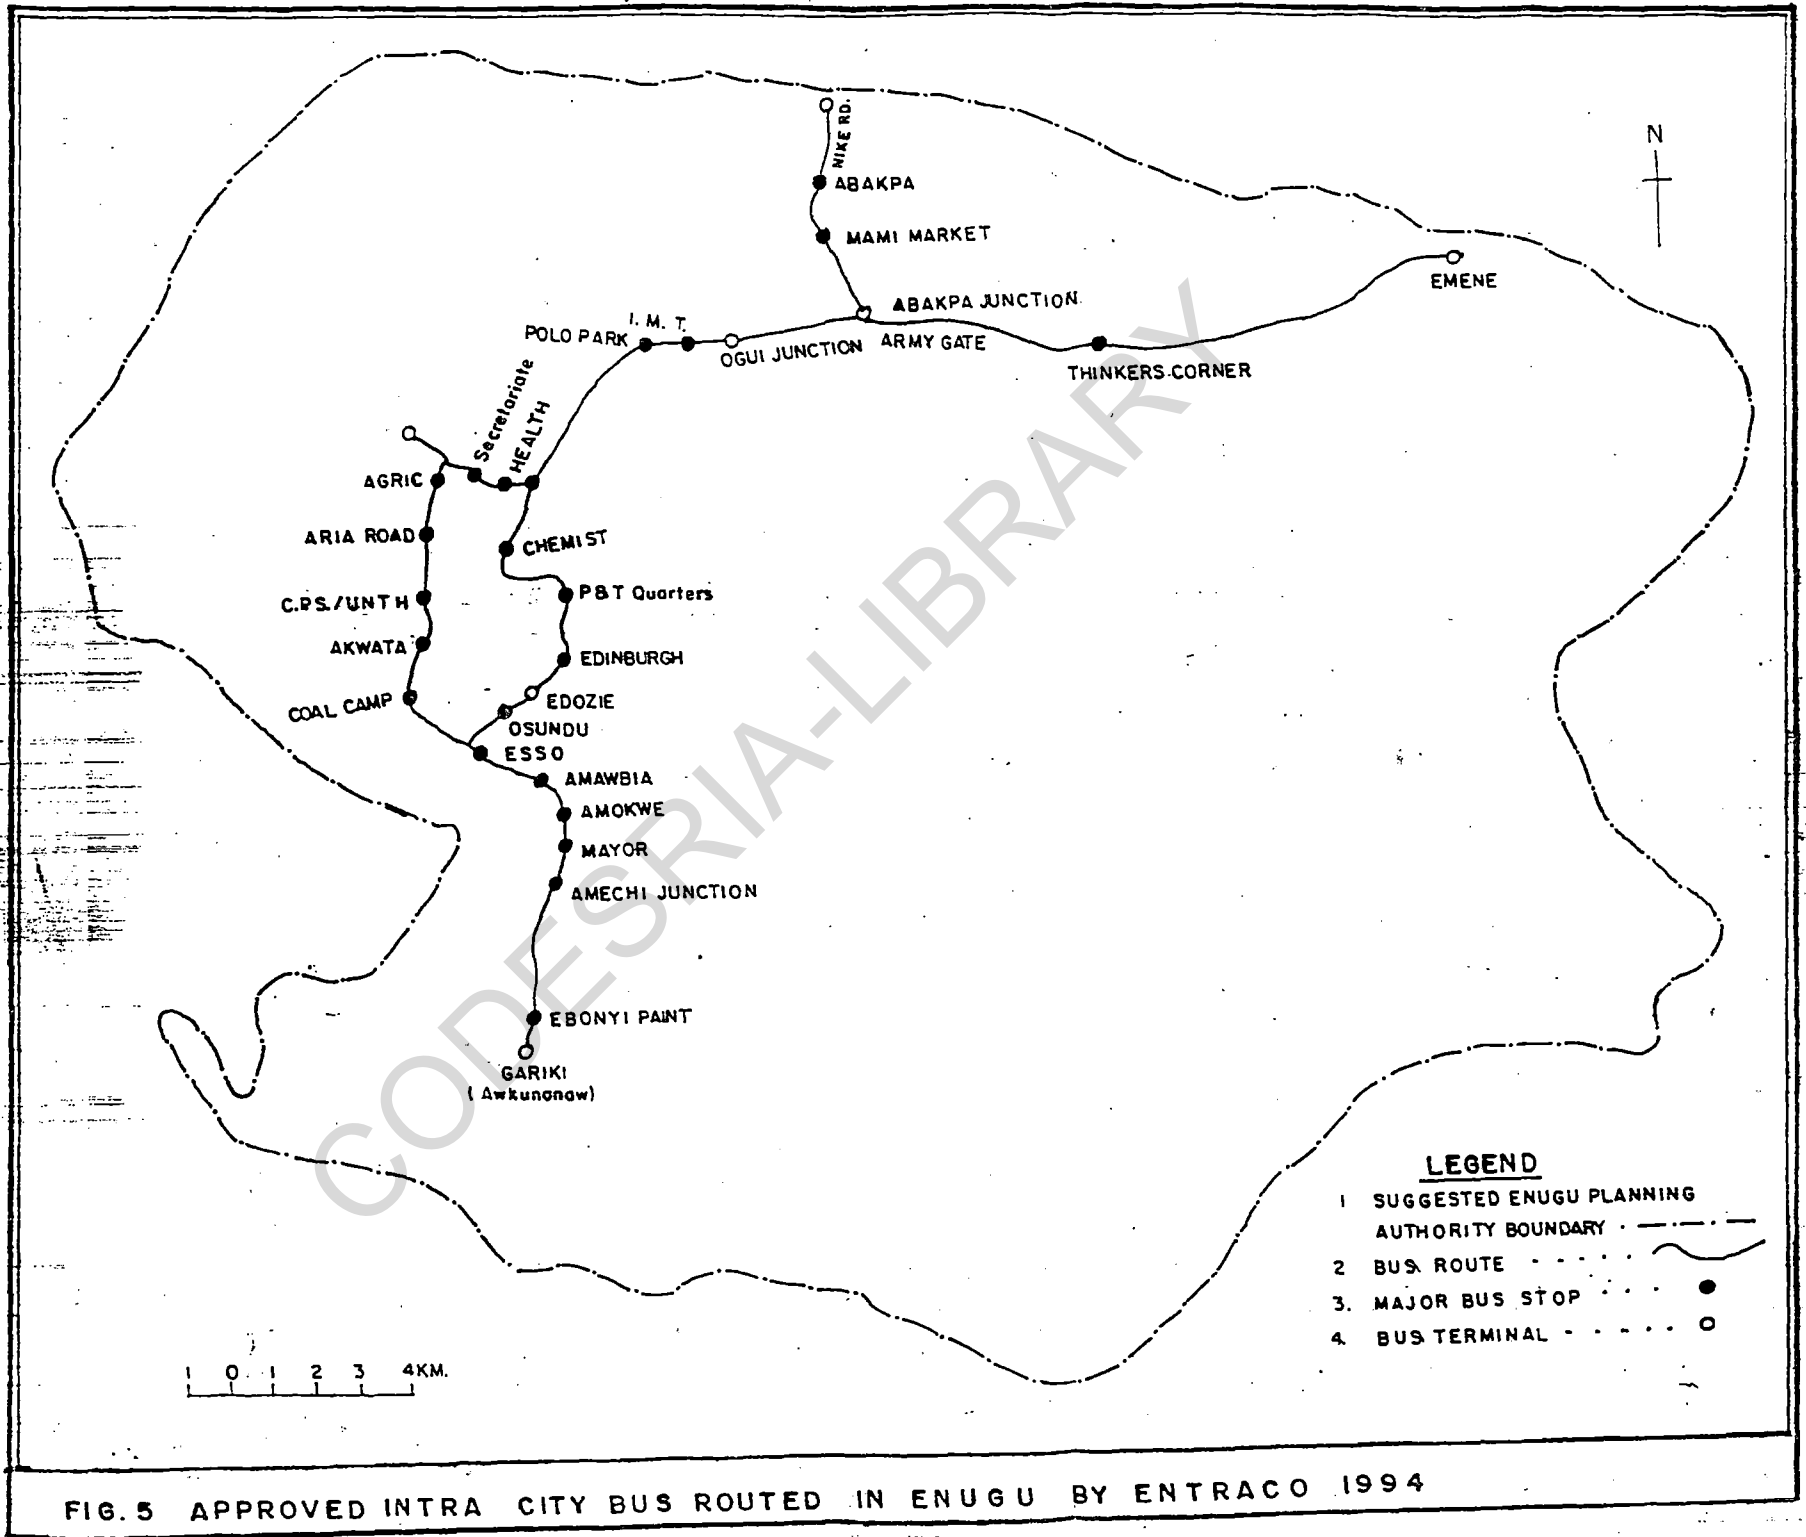 N
NIKE RD.
ABAKPA
MAMI MARKET
ABAKPA JUNCTION
EMENE
I. M. T.
POLO PARK
OGUI JUNCTION
ARMY GATE
THINKERS CORNER
Secretariate
HEALTH
AGRIC
ARIA ROAD
CHEMIST
C.P.S./UNTH
P&T Quarters
AKWATA
EDINBURGH
COAL CAMP
EDOZIE
OSUNDU
ESSO
AMAWBIA
AMOKWE
MAYOR
AMECHI JUNCTION
EBONYI PAINT
GARIKI
(Awkunanaw)
CODESRIA-LIBRARY
LEGEND
1 SUGGESTED ENUGU PLANNING
AUTHORITY BOUNDARY
2 BUS ROUTE
3. MAJOR BUS STOP
4. BUS TERMINAL
1 0 1 2 3 4KM.
FIG. 5 APPROVED INTRA CITY BUS ROUTED IN ENUGU BY ENTRACO 1994